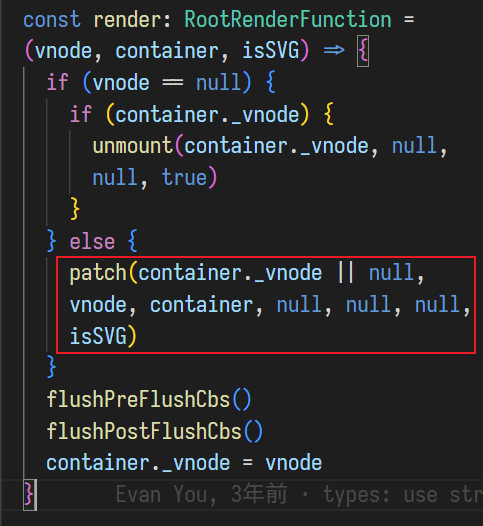 const render: RootRenderFunction =
(vnode, container, isSVG) => {
if (vnode == null) {
if (container._vnode) {
unmount(container._vnode, null,
null, true)
}
} else {
patch(container._vnode || null,
vnode, container, null, null, null,
isSVG)
}
flushPreFlushCbs()
flushPostFlushCbs()
container._vnode = vnode
} Evan You, 3年前 · types: use str